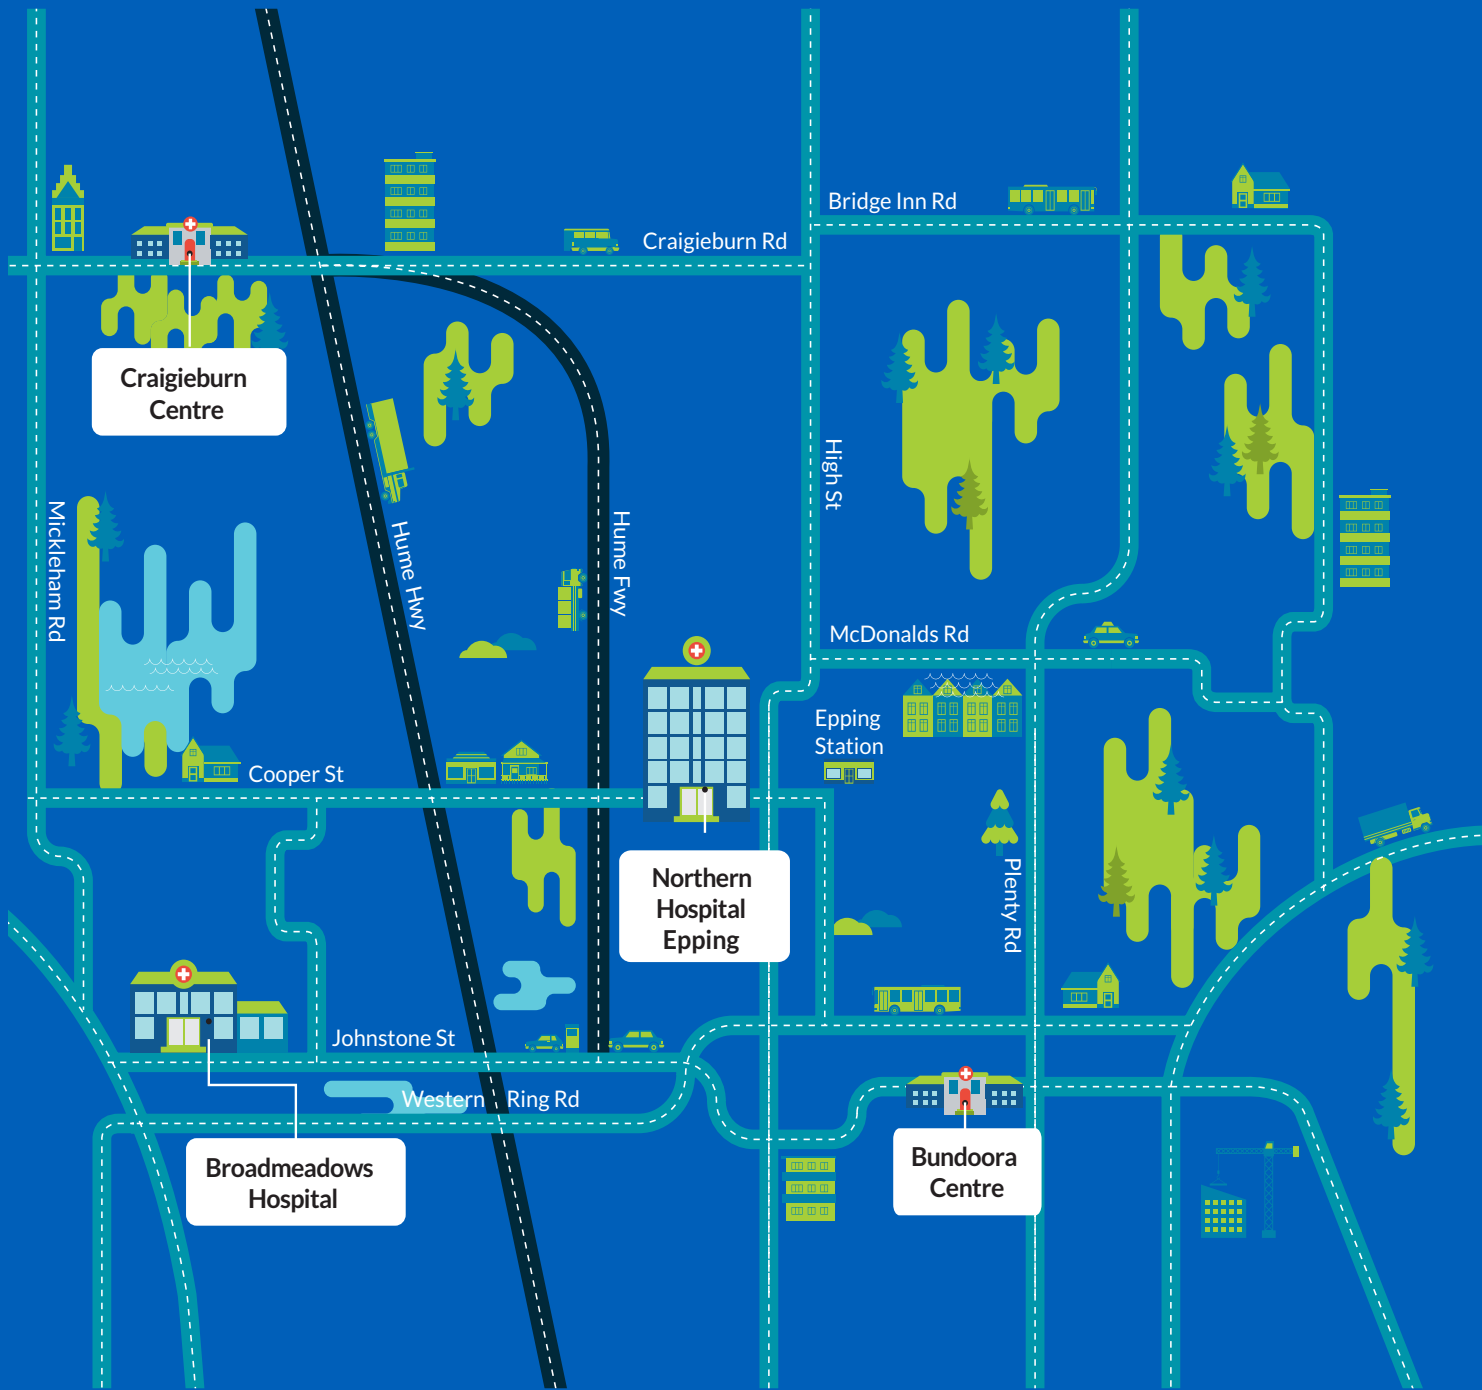 Bridge Inn Rd
Craigieburn Rd
Craigieburn
Centre
High St
Mickleham Rd
Hume Hwy
Hume Fwy
McDonalds Rd
Epping
Station
Cooper St
Northern
Hospital
Epping
Plenty Rd
Johnstone St
Western Ring Rd
Broadmeadows
Hospital
Bundoora
Centre